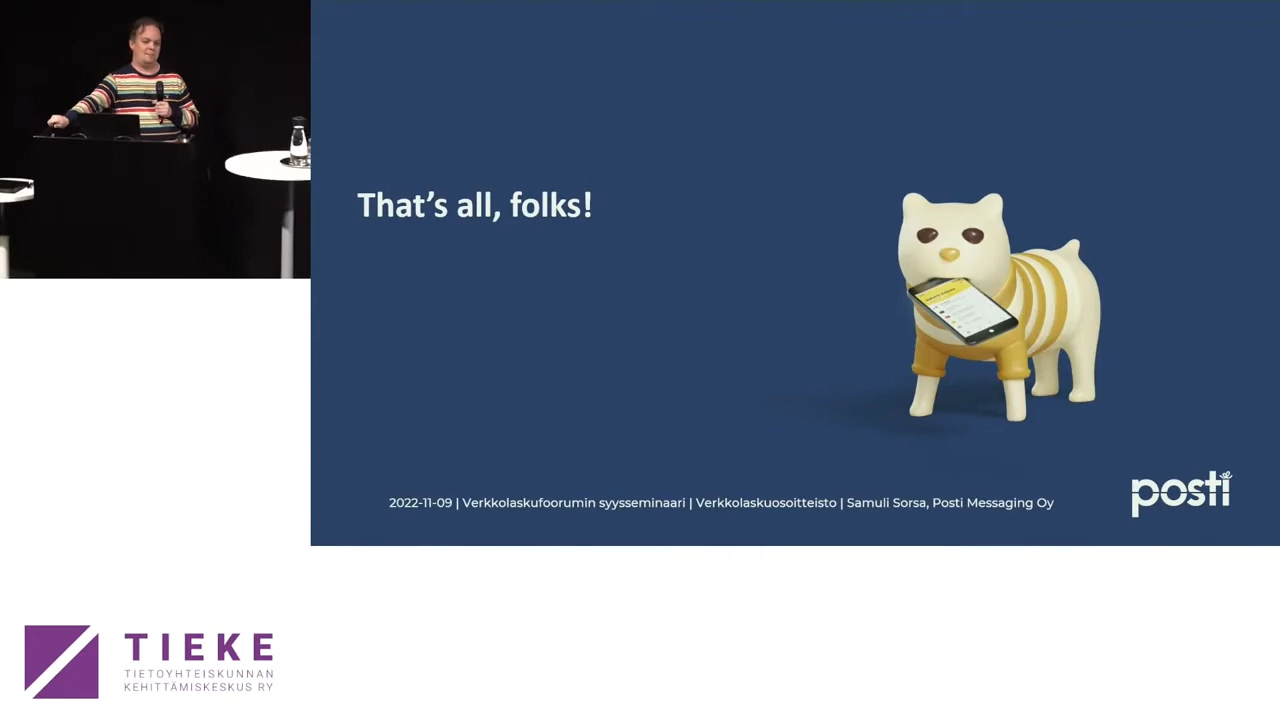 That's all, folks!
2022-11-09 | Verkkolaskufoorumin syysseminaari | Verkkolaskuosoitteisto | Samuli Sorsa, Posti Messaging Oy
posti
TIEKE
TIETOYHTEISKUNNAN
KEHITTÄMISKESKUS RY